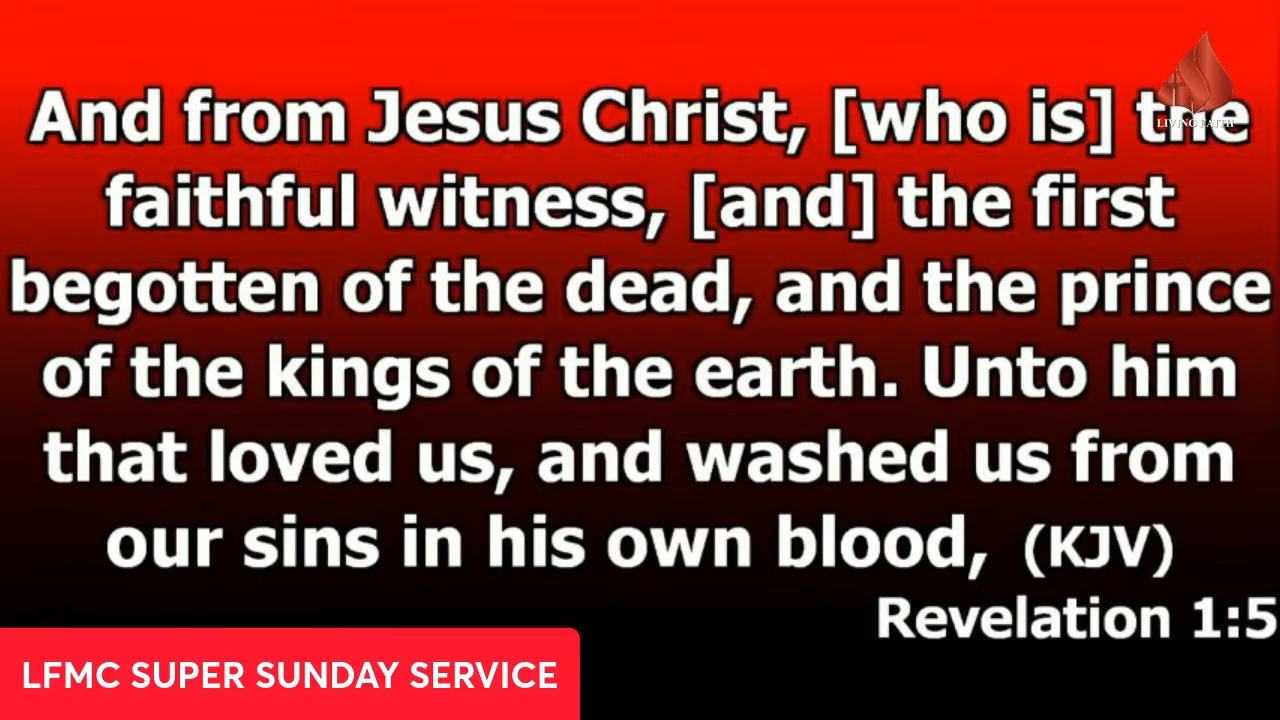 And from Jesus Christ, [who is] the
faithful witness, [and] the first
begotten of the dead, and the prince
of the kings of the earth. Unto him
that loved us, and washed us from
our sins in his own blood, (KJV)
Revelation 1:5
LIVING FAITH
LFMC SUPER SUNDAY SERVICE